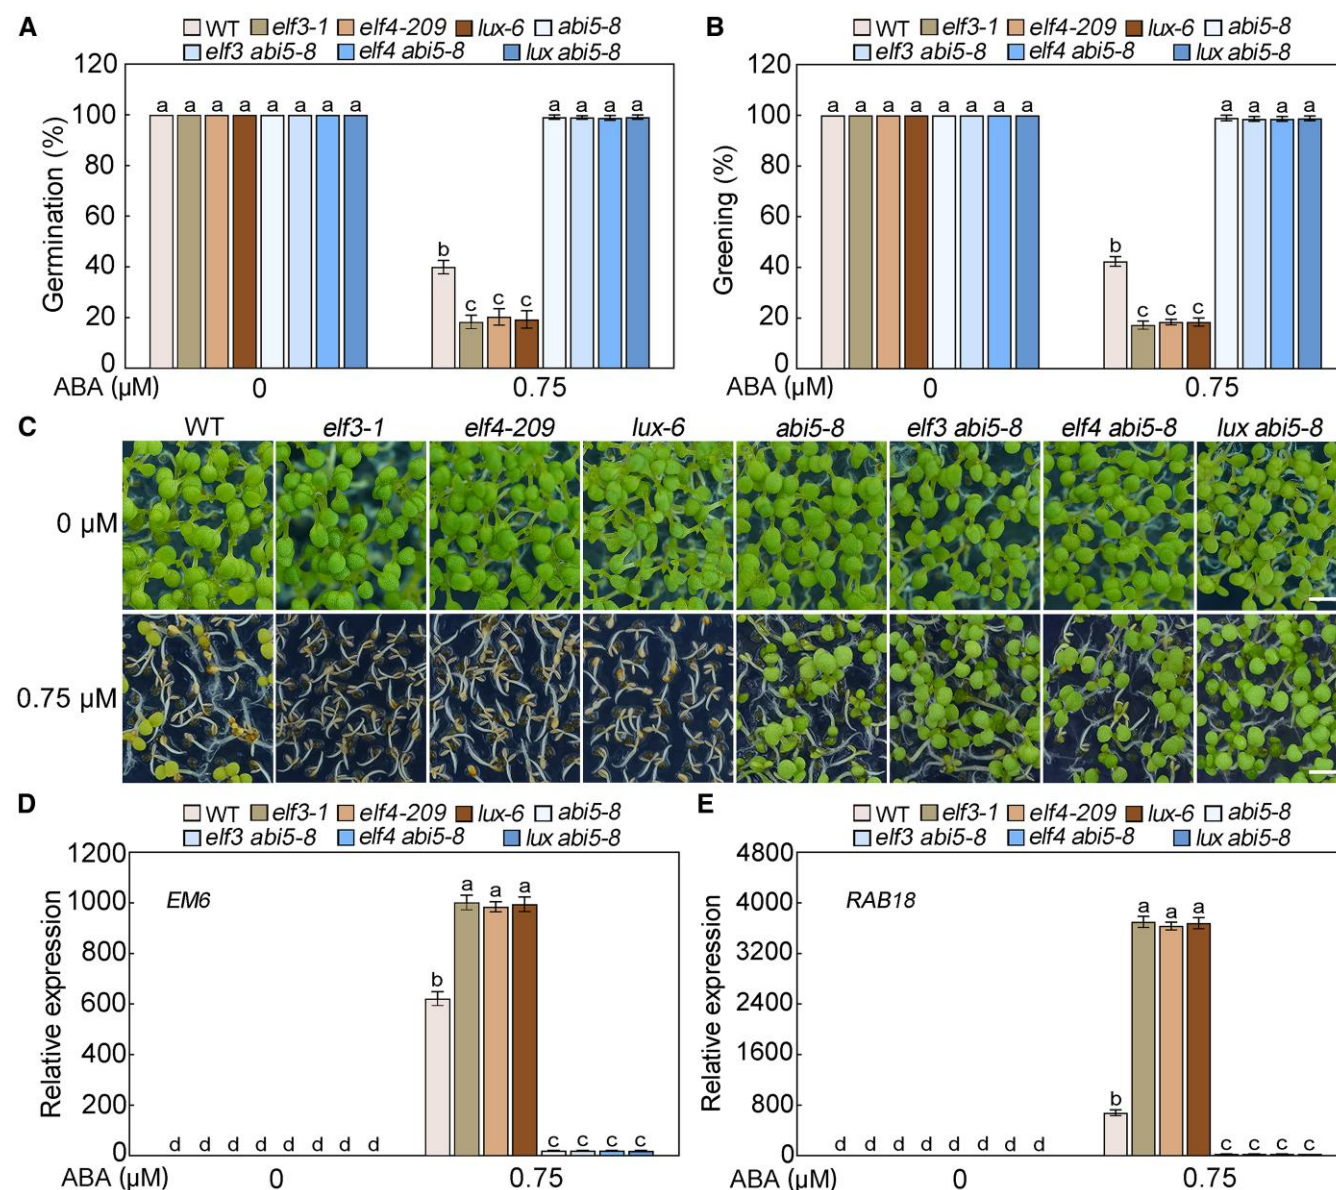 A
WT elf3-1 elf4-209 lux-6 abi5-8
elf3 abi5-8 elf4 abi5-8 lux abi5-8
120
100
80
60
40
20
0
Germination (%)
a a a a a a a a
b c c c a a a a
ABA (µM) 0 0.75
B
WT elf3-1 elf4-209 lux-6 abi5-8
elf3 abi5-8 elf4 abi5-8 lux abi5-8
120
100
80
60
40
20
0
Greening (%)
a a a a a a a a
b c c c a a a a
ABA (µM) 0 0.75
C
WT elf3-1 elf4-209 lux-6 abi5-8 elf3 abi5-8 elf4 abi5-8 lux abi5-8
0 µM
0.75 µM
D
WT elf3-1 elf4-209 lux-6 abi5-8
elf3 abi5-8 elf4 abi5-8 lux abi5-8
1200
1000
800
600
400
200
0
Relative expression
EM6
d d d d d d d d
b a a a c c c c
ABA (µM) 0 0.75
E
WT elf3-1 elf4-209 lux-6 abi5-8
elf3 abi5-8 elf4 abi5-8 lux abi5-8
4800
4000
3200
2400
1600
800
0
Relative expression
RAB18
d d d d d d d d
b a a a c c c c
ABA (µM) 0 0.75